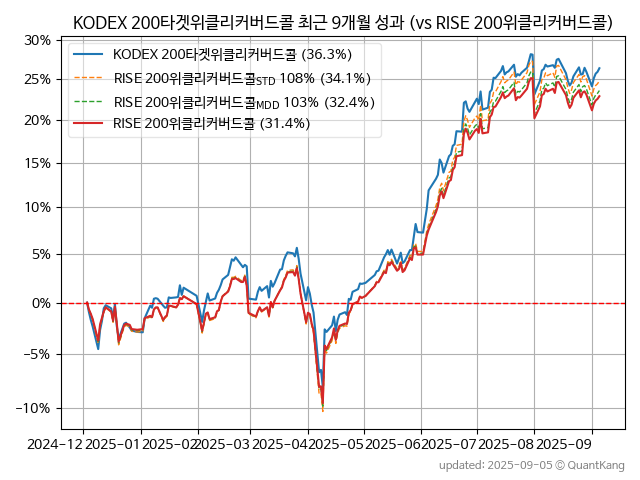 KODEX 200타겟위클리커버드콜 최근 9개월 성과 (vs RISE 200위클리커버드콜)
KODEX 200타겟위클리커버드콜 (36.3%)
RISE 200위클리커버드콜STD 108% (34.1%)
RISE 200위클리커버드콜MDD 103% (32.4%)
RISE 200위클리커버드콜 (31.4%)
30%
25%
20%
15%
10%
5%
0%
−5%
−10%
2024-12 2025-01 2025-02 2025-03 2025-04 2025-05 2025-06 2025-07 2025-08 2025-09
updated: 2025-09-05 © QuantKang